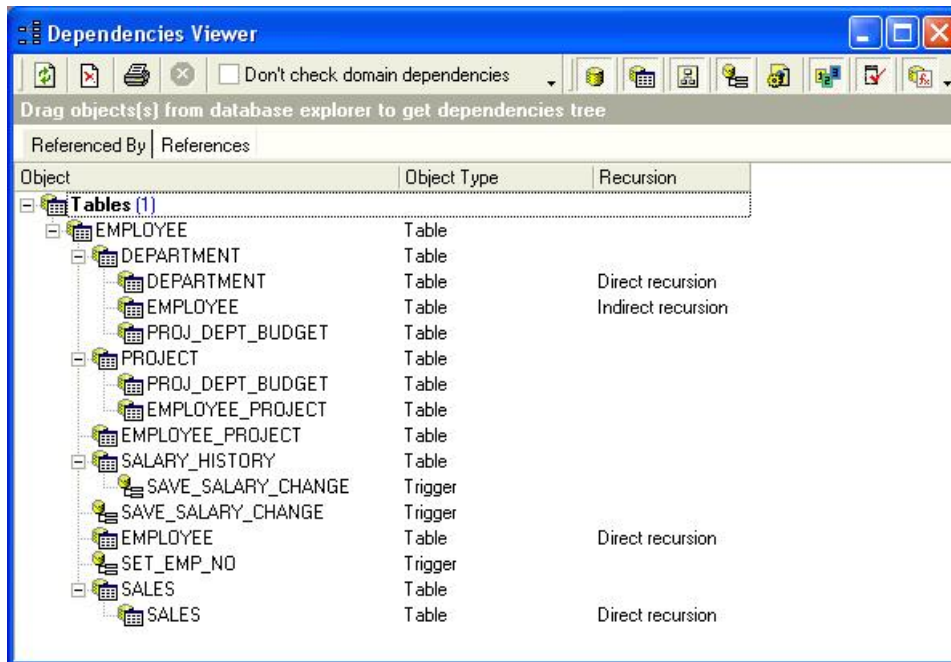 Dependencies Viewer
Don't check domain dependencies
Drag objects(s) from database explorer to get dependencies tree
Referenced By References
Object Object Type Recursion
Tables (1)
EMPLOYEE Table
DEPARTMENT Table
DEPARTMENT Table Direct recursion
EMPLOYEE Table Indirect recursion
PROJ_DEPT_BUDGET Table
PROJECT Table
PROJ_DEPT_BUDGET Table
EMPLOYEE_PROJECT Table
EMPLOYEE_PROJECT Table
SALARY_HISTORY Table
SAVE_SALARY_CHANGE Trigger
SAVE_SALARY_CHANGE Trigger
EMPLOYEE Table Direct recursion
SET_EMP_NO Trigger
SALES Table
SALES Table Direct recursion